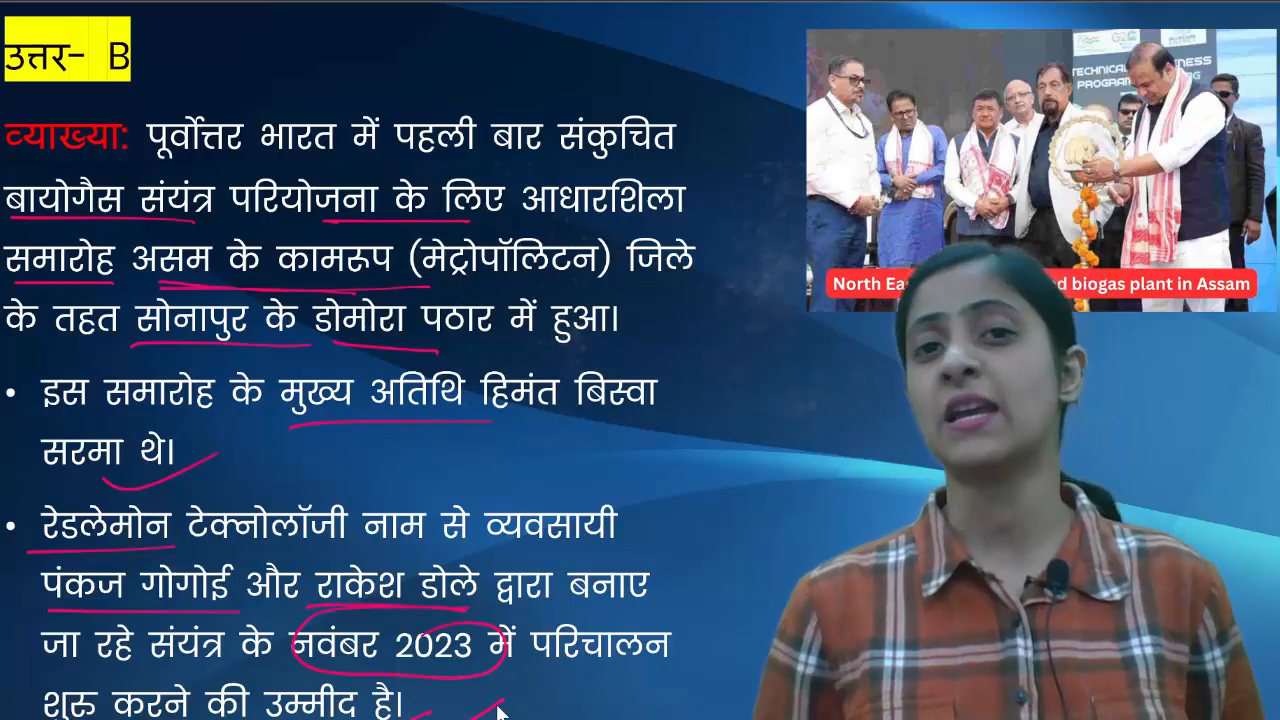 उत्तर- B
व्याख्या: पूर्वोत्तर भारत में पहली बार संकुचित
बायोगैस संयंत्र परियोजना के लिए आधारशिला
समारोह असम के कामरूप (मेट्रोपॉलिटन) जिले
के तहत सोनापुर के डोमोरा पठार में हुआ।
• इस समारोह के मुख्य अतिथि हिमंत बिस्वा
सरमा थे।
• रेडलेमोन टेक्नोलॉजी नाम से व्यवसायी
पंकज गोगोई और राकेश डोले द्वारा बनाए
जा रहे संयंत्र के नवंबर 2023 में परिचालन
शुरु करने की उम्मीद है।
G20
TECHNICAL
PROGRAM
North biogas plant in Assam